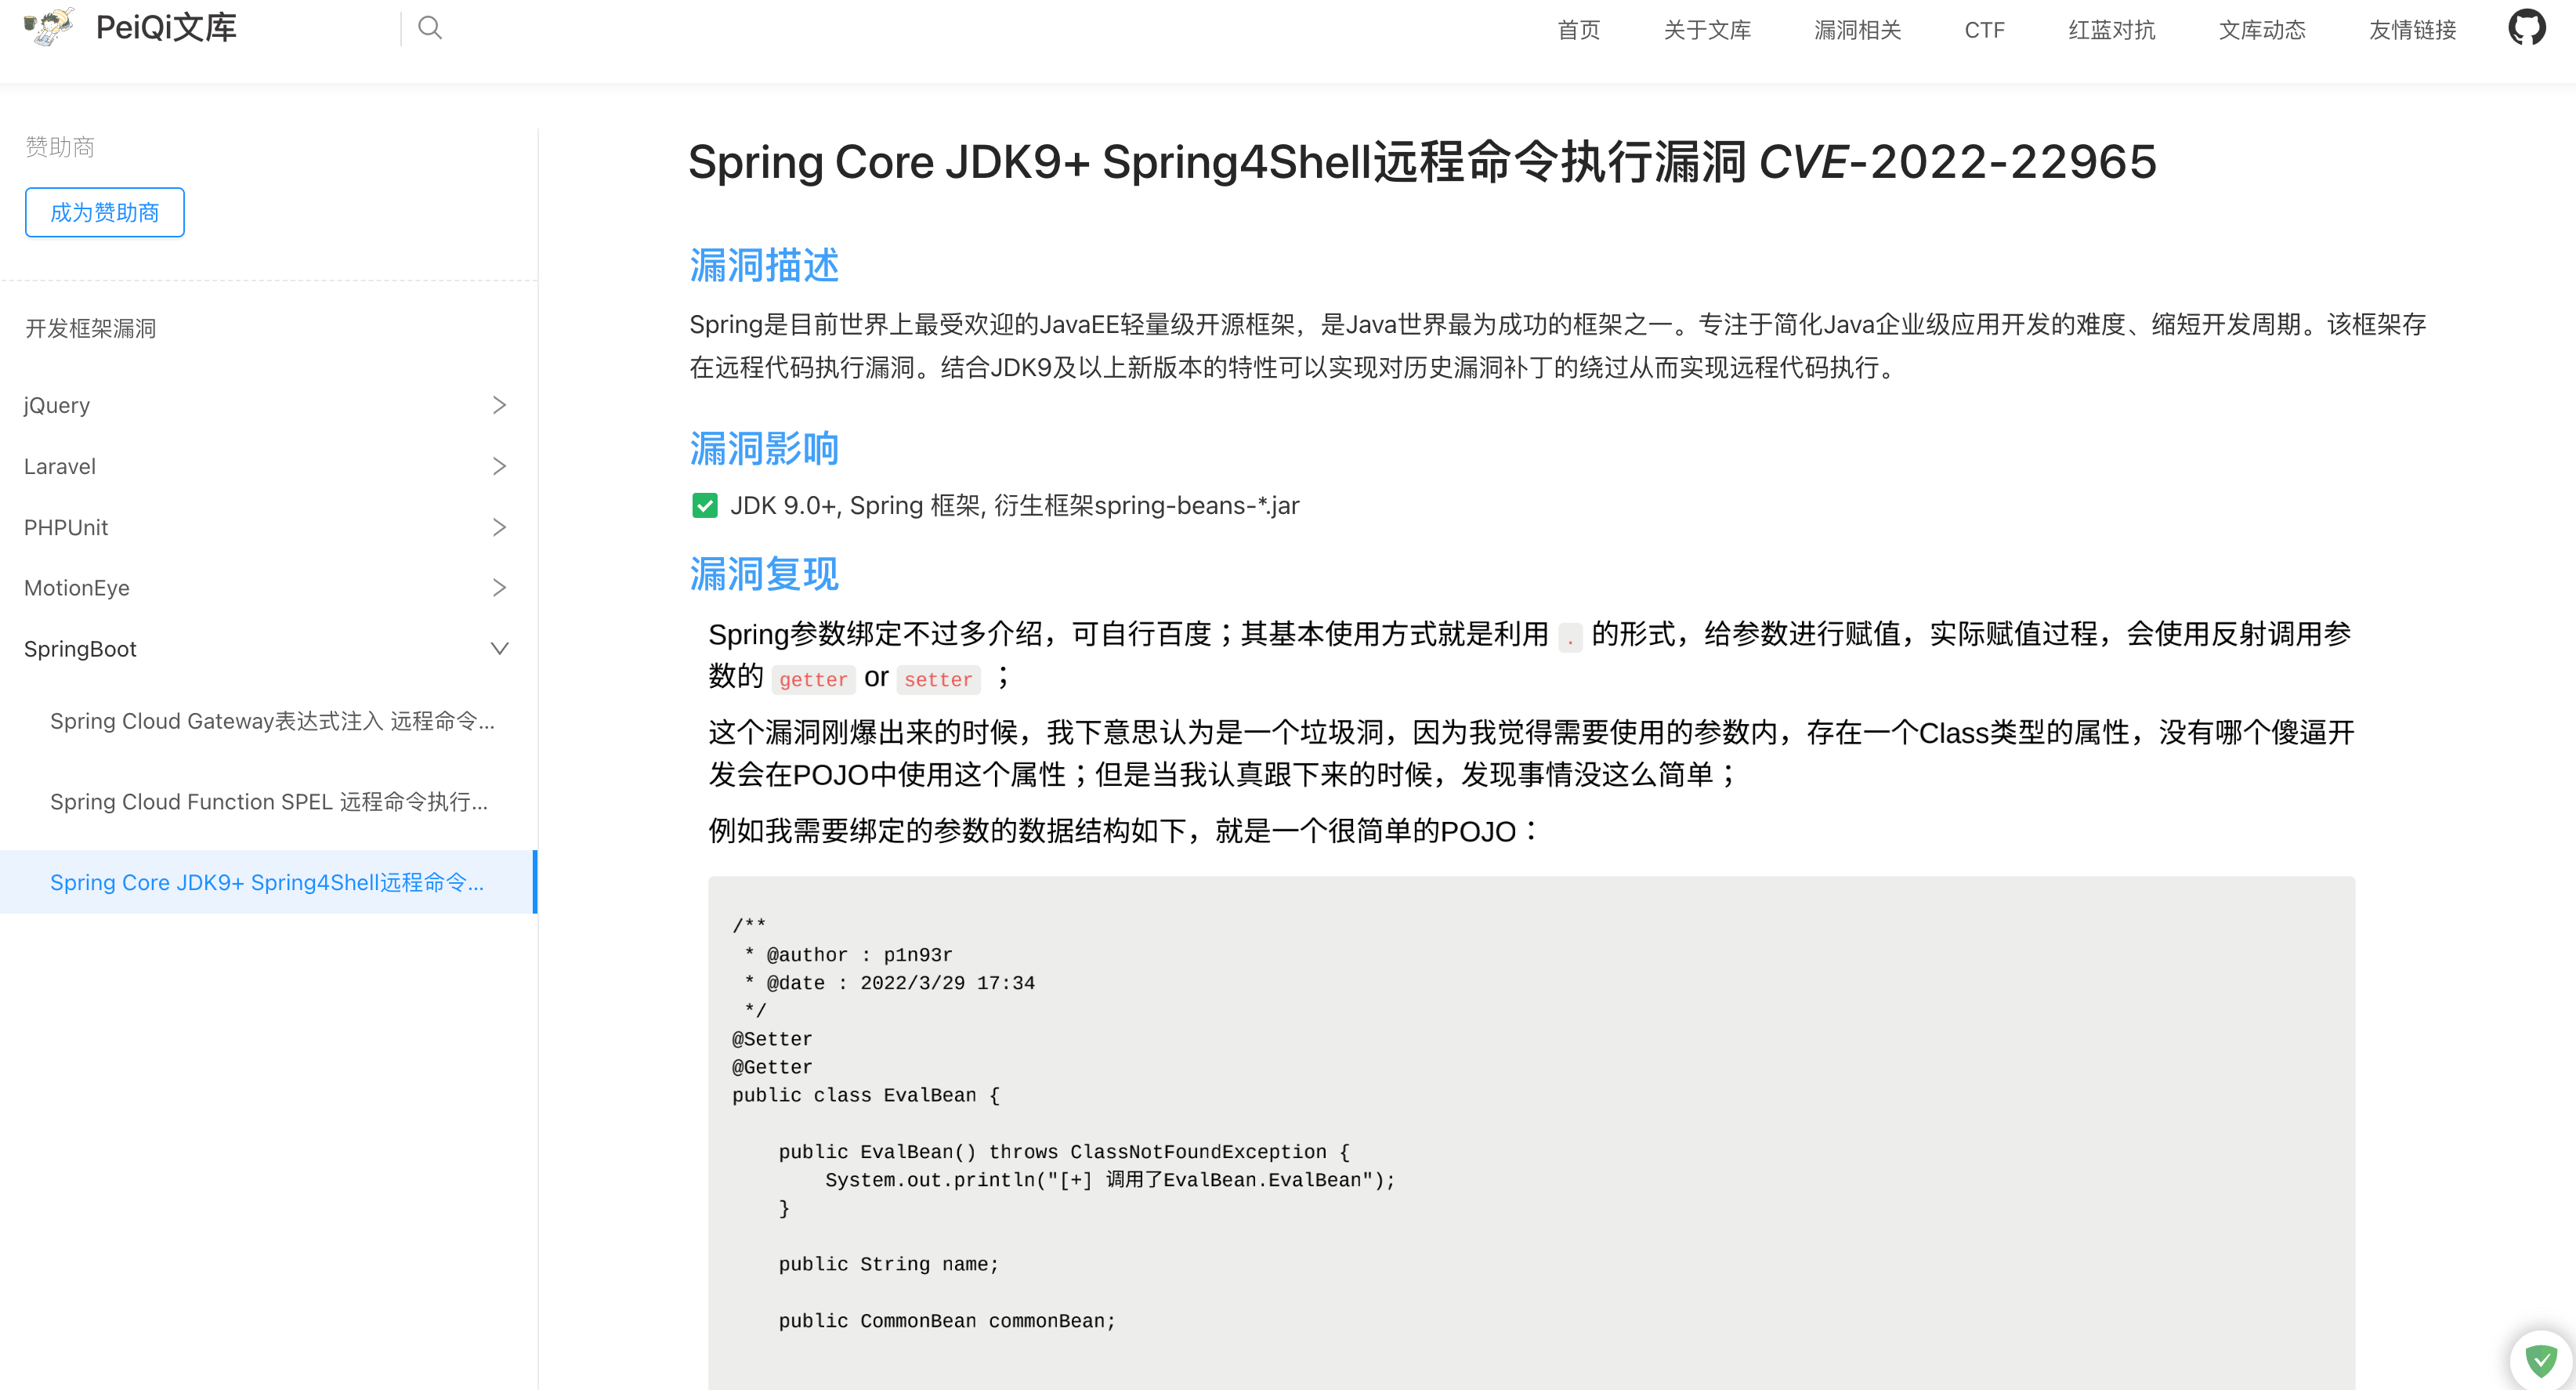 PeiQi文库
首页
关于文库
漏洞相关
CTF
红蓝对抗
文库动态
友情链接
赞助商
成为赞助商
开发框架漏洞
jQuery
Laravel
PHPUnit
MotionEye
SpringBoot
Spring Cloud Gateway表达式注入 远程命令...
Spring Cloud Function SPEL 远程命令执行...
Spring Core JDK9+ Spring4Shell远程命令...
Spring Core JDK9+ Spring4Shell远程命令执行漏洞 CVE-2022-22965
漏洞描述
Spring是目前世界上最受欢迎的JavaEE轻量级开源框架，是Java世界最为成功的框架之一。专注于简化Java企业级应用开发的难度、缩短开发周期。该框架存
在远程代码执行漏洞。结合JDK9及以上新版本的特性可以实现对历史漏洞补丁的绕过从而实现远程代码执行。
漏洞影响
JDK 9.0+, Spring 框架, 衍生框架spring-beans-*.jar
漏洞复现
Spring参数绑定不过多介绍，可自行百度；其基本使用方式就是利用 . 的形式，给参数进行赋值，实际赋值过程，会使用反射调用参
数的 getter or setter ；
这个漏洞刚爆出来的时候，我下意思认为是一个垃圾洞，因为我觉得需要使用的参数内，存在一个Class类型的属性，没有哪个傻逼开
发会在POJO中使用这个属性；但是当我认真跟下来的时候，发现事情没这么简单；
例如我需要绑定的参数的数据结构如下，就是一个很简单的POJO：
/**
 * @author : p1n93r
 * @date : 2022/3/29 17:34
 */
@Setter
@Getter
public class EvalBean {
    public EvalBean() throws ClassNotFoundException {
        System.out.println("[+] 调用了EvalBean.EvalBean");
    }
    public String name;
    public CommonBean commonBean;